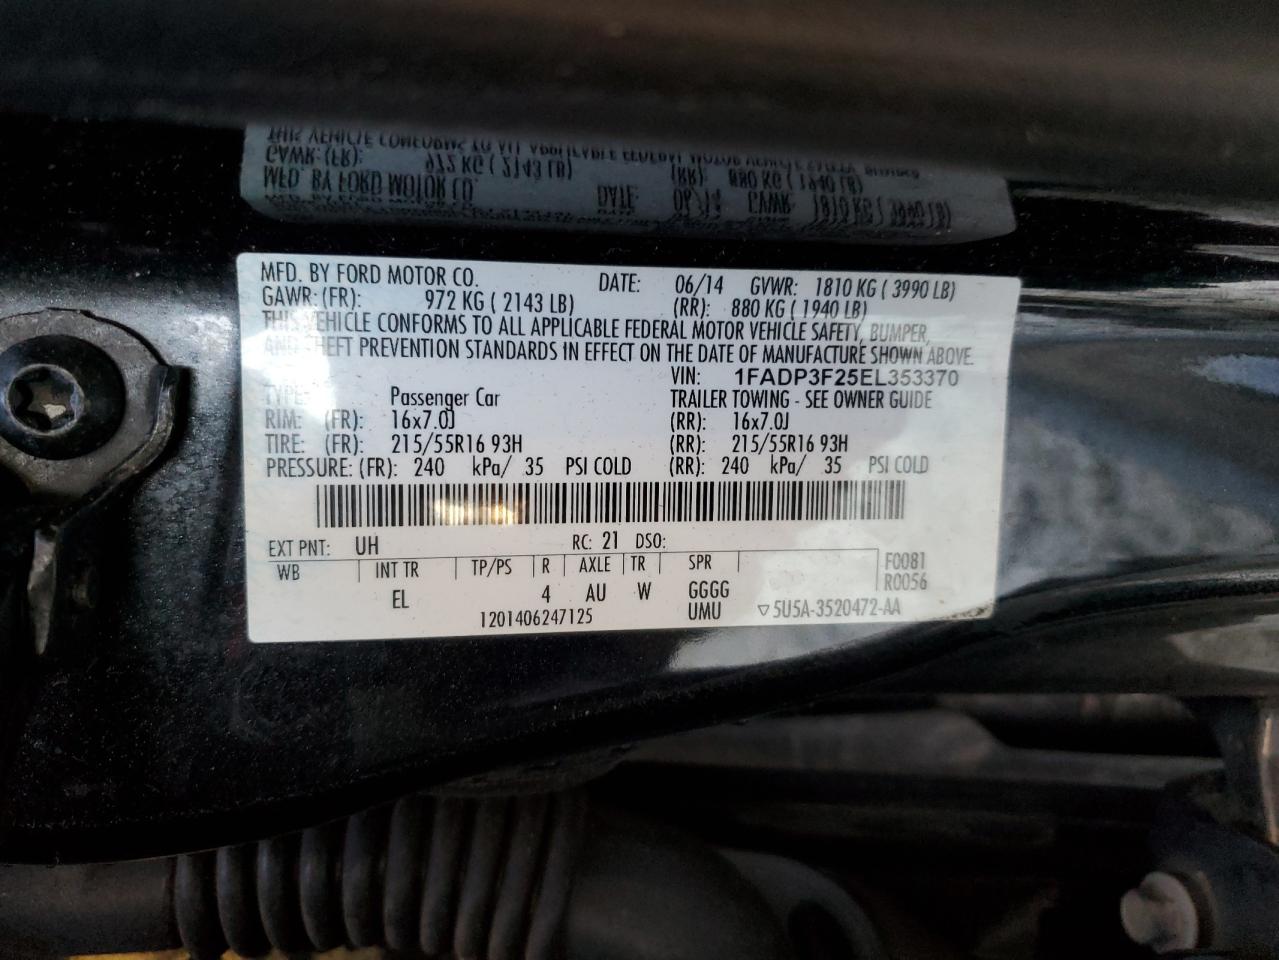 MFD. BY FORD MOTOR CO. DATE: 06/14 GVWR: 1810 KG ( 3990 LB)
GAWR: (FR): 972 KG ( 2143 LB) (RR): 880 KG ( 1940 LB)
THIS VEHICLE CONFORMS TO ALL APPLICABLE FEDERAL MOTOR VEHICLE SAFETY, BUMPER,
AND THEFT PREVENTION STANDARDS IN EFFECT ON THE DATE OF MANUFACTURE SHOWN ABOVE.
VIN: 1FADP3F25EL353370
TYPE: Passenger Car TRAILER TOWING - SEE OWNER GUIDE
RIM: (FR): 16x7.0J (RR): 16x7.0J
TIRE: (FR): 215/55R16 93H (RR): 215/55R16 93H
PRESSURE: (FR): 240 kPa/ 35 PSI COLD (RR): 240 kPa/ 35 PSI COLD
EXT PNT: UH RC: 21 DSO:
WB INT TR TP/PS R AXLE TR SPR F0081
R0056
EL 4 AU W GGGG
1201406247125 UMU ▽5U5A-3520472-AA